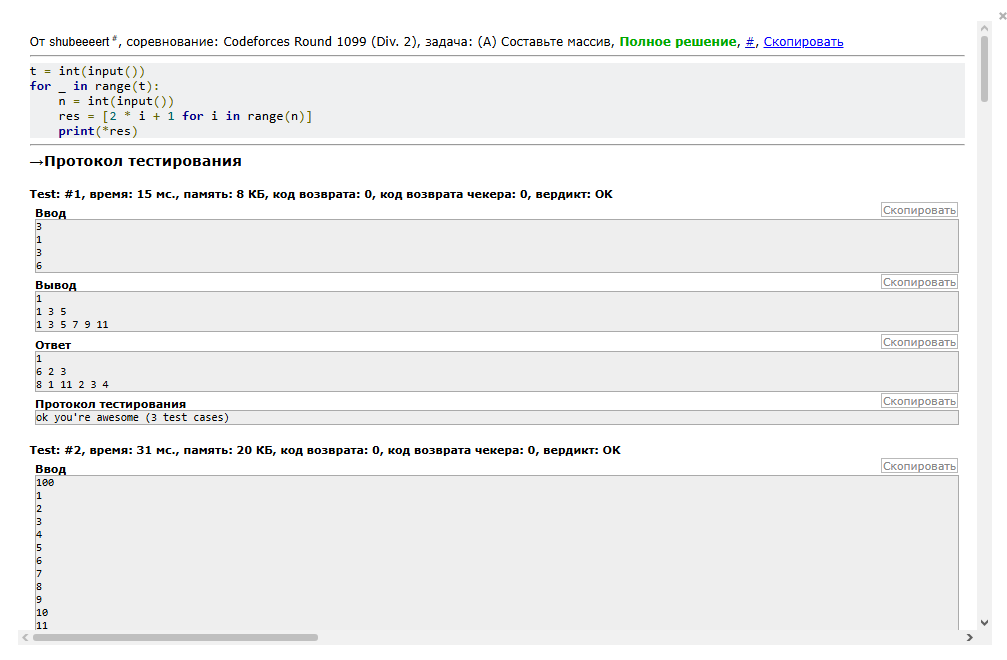 От shubeeeert#, соревнование: Codeforces Round 1099 (Div. 2), задача: (A) Составьте массив, Полное решение, #, Скопировать
t = int(input())
for _ in range(t):
    n = int(input())
    res = [2 * i + 1 for i in range(n)]
    print(*res)
→Протокол тестирования
Test: #1, время: 15 мс., память: 8 КБ, код возврата: 0, код возврата чекера: 0, вердикт: OK
Ввод
Скопировать
3
1
3
6
Вывод
Скопировать
1
1 3 5
1 3 5 7 9 11
Ответ
Скопировать
1
6 2 3
8 1 11 2 3 4
Протокол тестирования
Скопировать
ok you're awesome (3 test cases)
Test: #2, время: 31 мс., память: 20 КБ, код возврата: 0, код возврата чекера: 0, вердикт: OK
Ввод
Скопировать
100
1
2
3
4
5
6
7
8
9
10
11